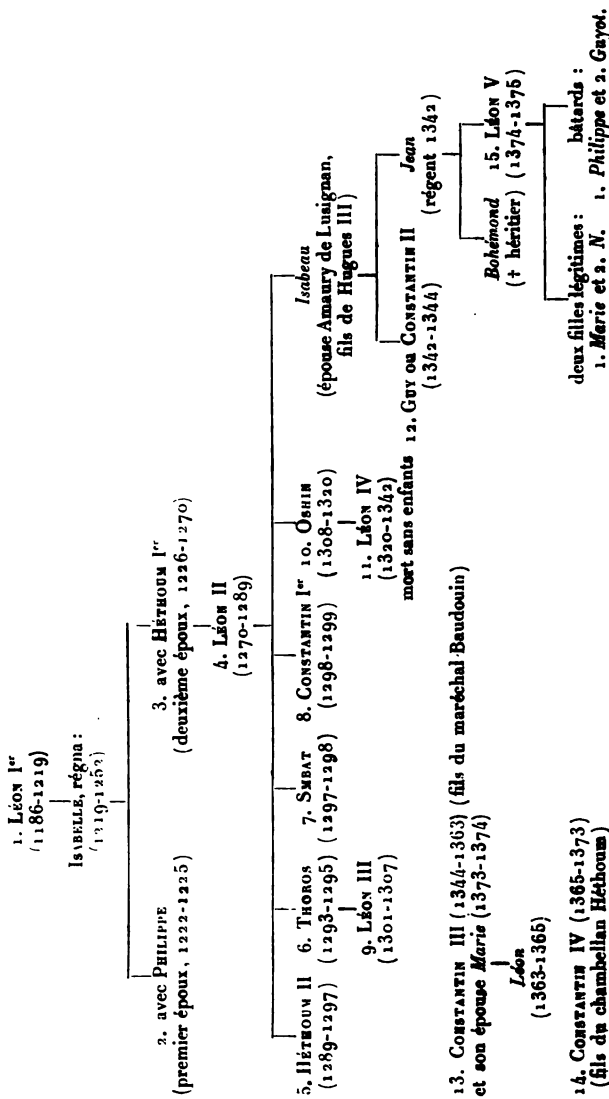 1. LÉON Iᵉʳ
(1186-1219)
ISABELLE, régna :
(1219-1252)
2. avec PHILIPPE
(premier époux, 1222-1225)
3. avec HÉTHOUM Iᵉʳ
(deuxième époux, 1226-1270)
4. LÉON II
(1270-1289)
5. HÉTHOUM II
(1289-1297)
6. THOROS
(1293-1295)
7. SMBAT
(1297-1298)
8. CONSTANTIN Iᵉʳ
(1298-1299)
10. OSHIN
(1308-1320)
Isabeau
(épouse Amaury de Lusignan,
fils de Hugues III)
9. LÉON III
(1301-1307)
11. LÉON IV
(1320-1342)
mort sans enfants
12. GUY ou CONSTANTIN II
(1342-1344)
Jean
(régent 1342)
13. CONSTANTIN III (1344-1363) (fils du maréchal Baudouin)
et son épouse Marie (1373-1374)
Léon
(1363-1365)
Bohémond
(† héritier)
15. LÉON V
(1374-1375)
14. CONSTANTIN IV (1365-1373)
(fils du chambellan Héthoum)
deux filles légitimes :
1. Marie et 2. N.
bâtards :
1. Philippe et 2. Guyot.